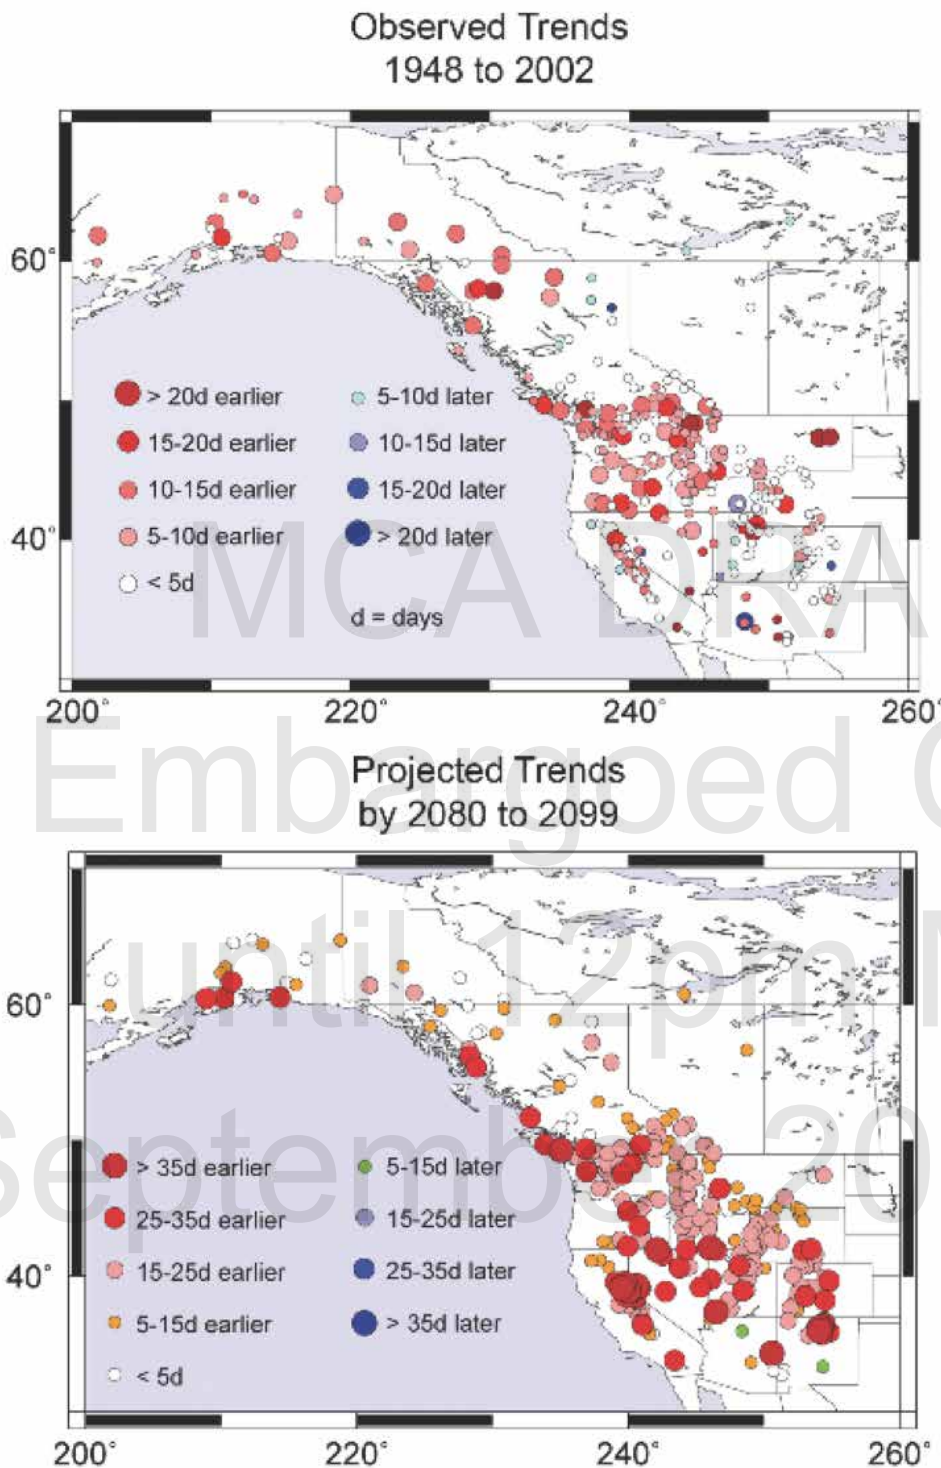 Observed Trends
1948 to 2002
60°
40°
> 20d earlier
15-20d earlier
10-15d earlier
5-10d earlier
< 5d
5-10d later
10-15d later
15-20d later
> 20d later
d = days
200°
220°
240°
260°
MCA DRA
Embargoed
Projected Trends
by 2080 to 2099
until 12pm
60°
40°
September 20
> 35d earlier
25-35d earlier
15-25d earlier
5-15d earlier
< 5d
5-15d later
15-25d later
25-35d later
> 35d later
200°
220°
240°
260°